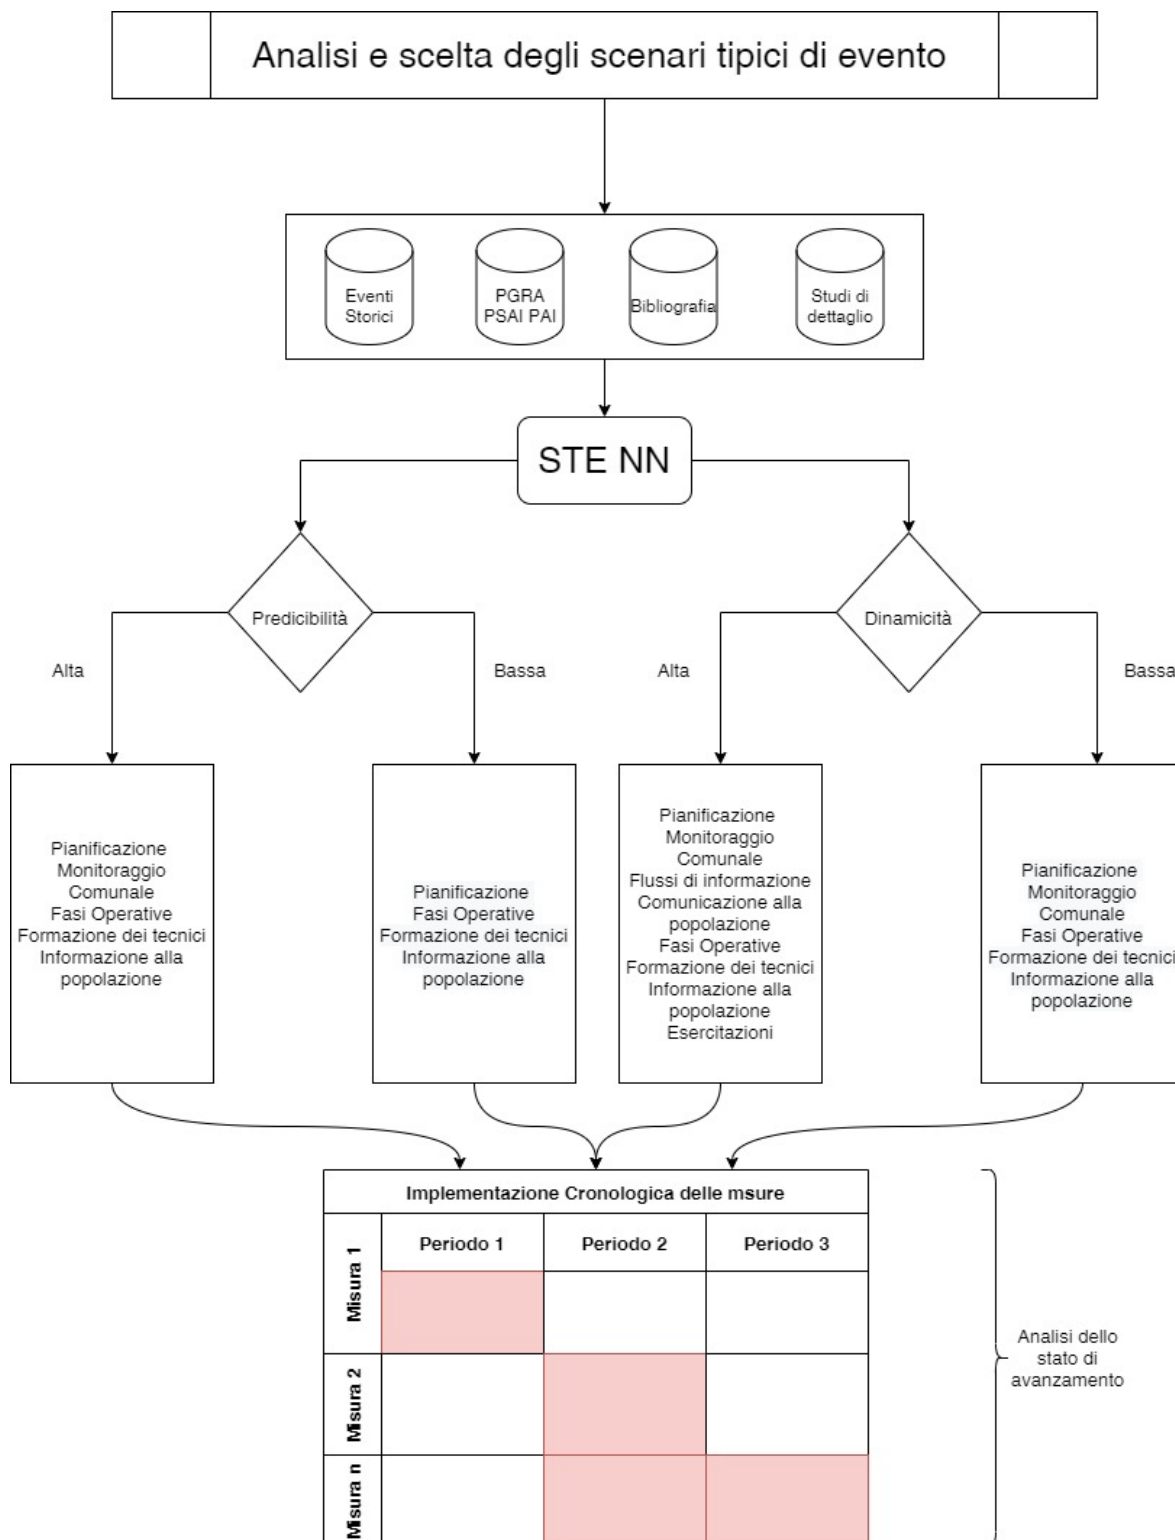 Analisi e scelta degli scenari tipici di evento
Eventi
Storici
PGRA
PSAI PAI
Bibliografia
Studi di
dettaglio
STE NN
Predicibilità
Dinamicità
Alta
Bassa
Alta
Bassa
Pianificazione
Monitoraggio
Comunale
Fasi Operative
Formazione dei tecnici
Informazione alla
popolazione
Pianificazione
Fasi Operative
Formazione dei tecnici
Informazione alla
popolazione
Pianificazione
Monitoraggio
Comunale
Flussi di informazione
Comunicazione alla
popolazione
Fasi Operative
Formazione dei tecnici
Informazione alla
popolazione
Esercitazioni
Pianificazione
Monitoraggio
Comunale
Fasi Operative
Formazione dei tecnici
Informazione alla
popolazione
Implementazione Cronologica delle msure
Periodo 1
Periodo 2
Periodo 3
Misura 1
Misura 2
Misura n
Analisi dello
stato di
avanzamento